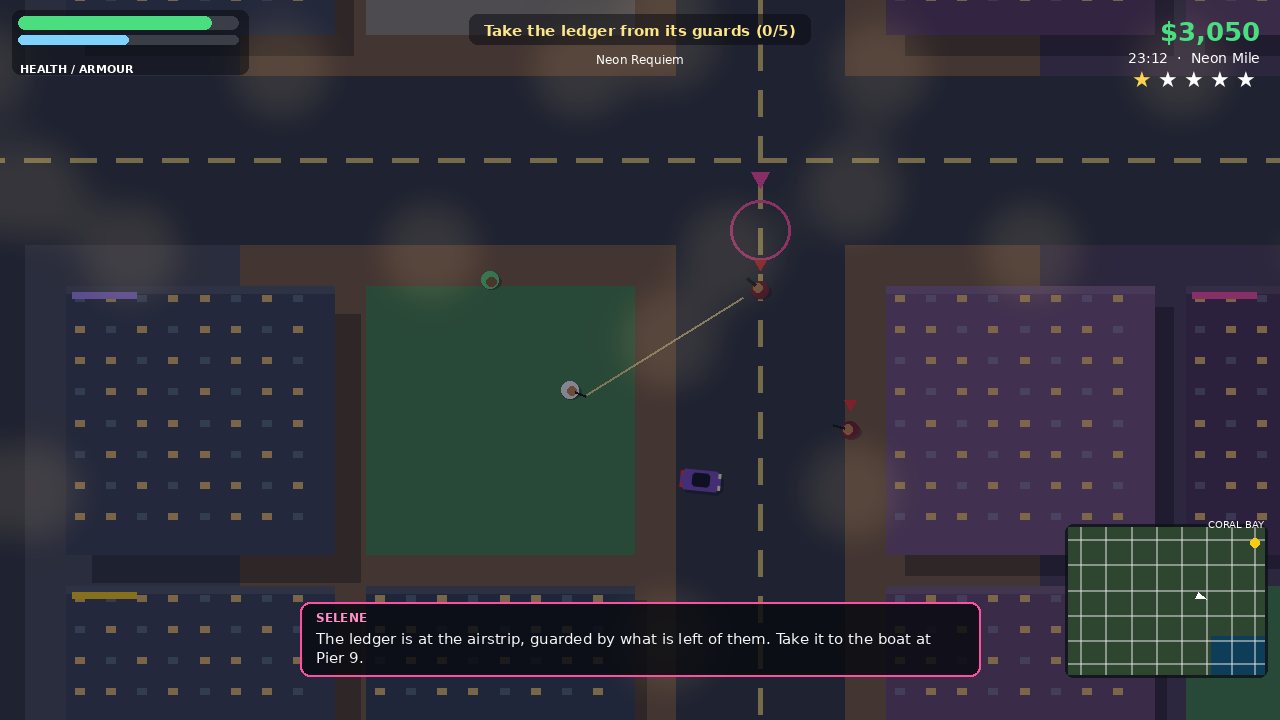 Take the ledger from its guards (0/5)
Neon Requiem
HEALTH / ARMOUR
$3,050
23:12 · Neon Mile
CORAL BAY
SELENE
The ledger is at the airstrip, guarded by what is left of them. Take it to the boat at
Pier 9.